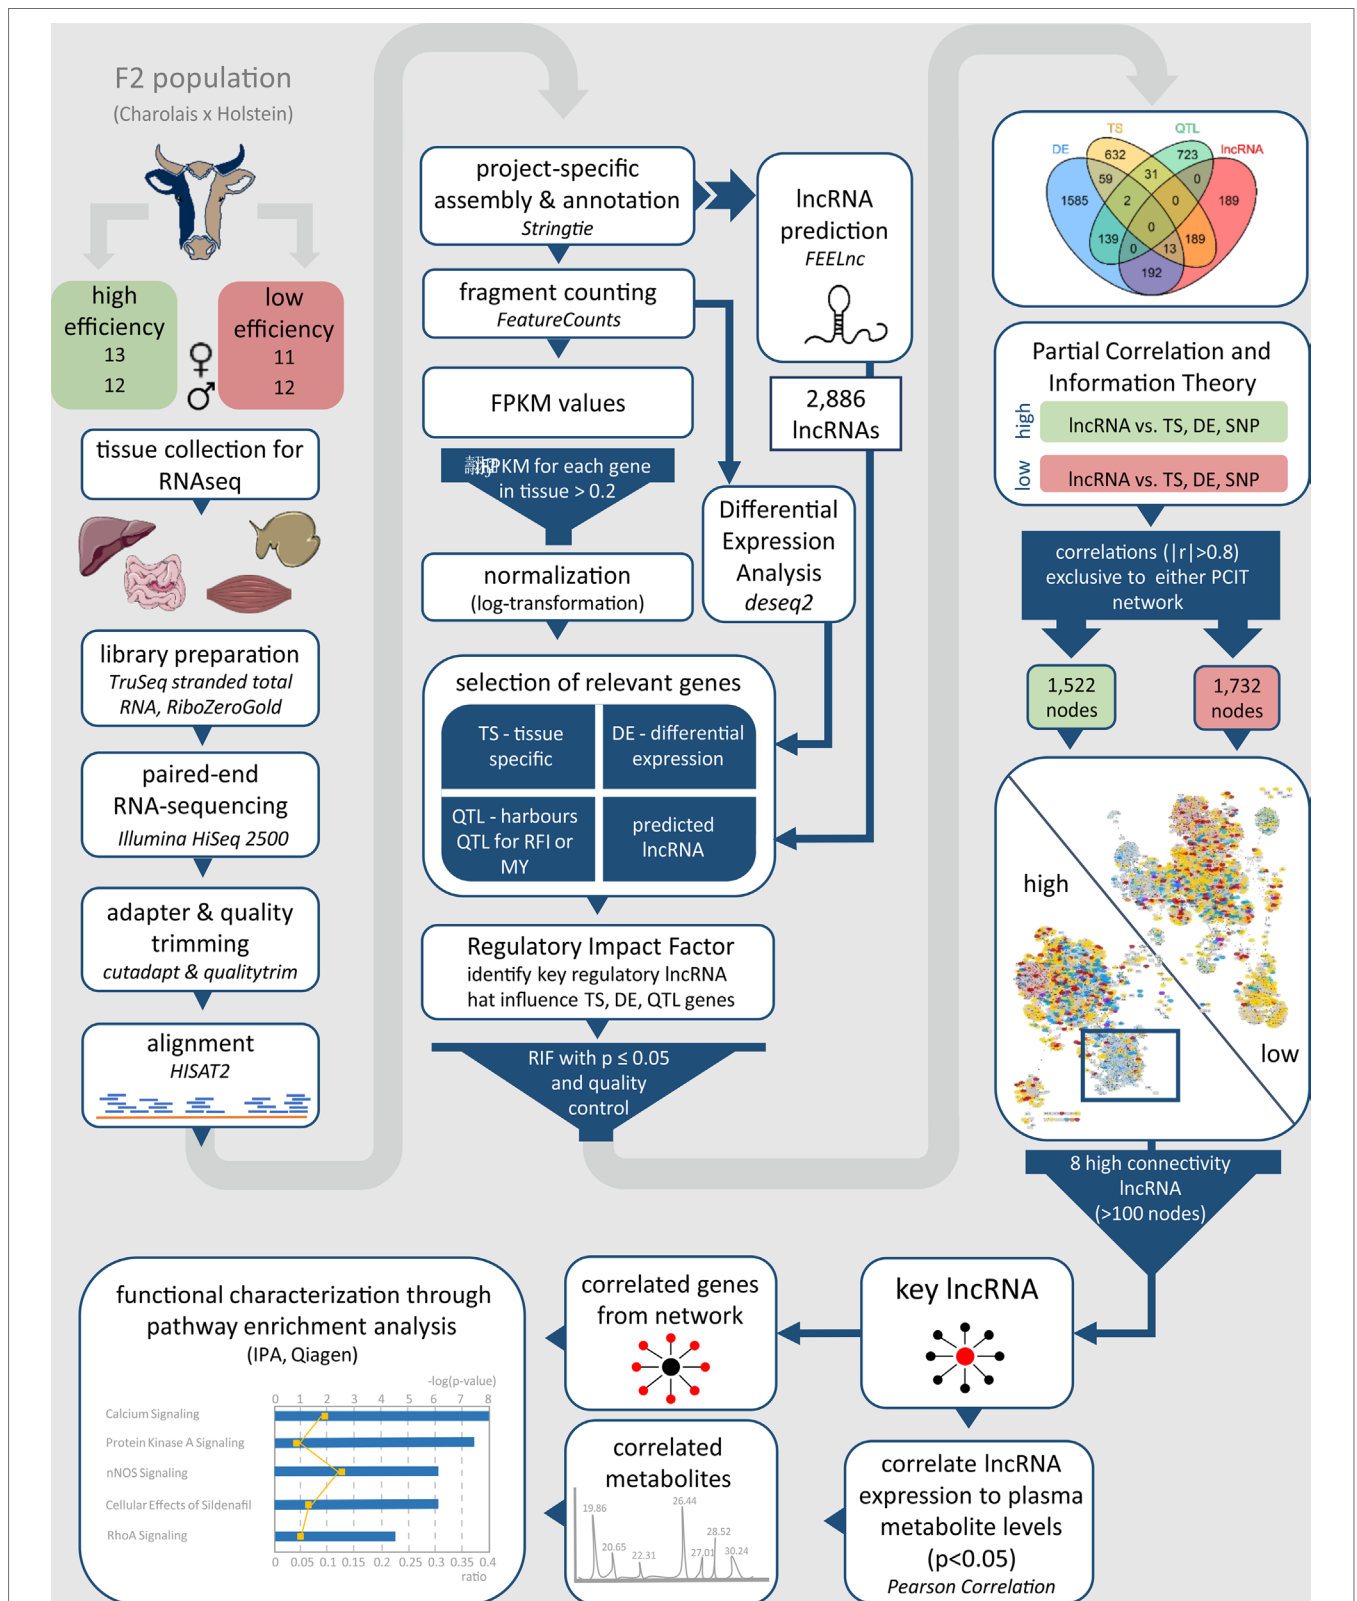 F2 population
(Charolais x Holstein)
high
efficiency
13
12
♀
♂
low
efficiency
11
12
tissue collection for
RNAseq
library preparation
TruSeq stranded total
RNA, RiboZeroGold
paired-end
RNA-sequencing
Illumina HiSeq 2500
adapter & quality
trimming
cutadapt & qualitytrim
alignment
HISAT2
project-specific
assembly & annotation
Stringtie
fragment counting
FeatureCounts
FPKM values
FPKM for each gene
in tissue > 0.2
normalization
(log-transformation)
lncRNA
prediction
FEELnc
2,886
lncRNAs
Differential
Expression
Analysis
deseq2
selection of relevant genes
TS - tissue
specific
DE - differential
expression
QTL - harbours
QTL for RFI or
MY
predicted
lncRNA
Regulatory Impact Factor
identify key regulatory lncRNA
hat influence TS, DE, QTL genes
RIF with p ≤ 0.05
and quality
control
TS
QTL
DE
lncRNA
632
723
59
31
0
1585
2
0
189
0
139
0
13
189
192
Partial Correlation and
Information Theory
high
lncRNA vs. TS, DE, SNP
low
lncRNA vs. TS, DE, SNP
correlations (|r|>0.8)
exclusive to either PCIT
network
1,522
nodes
1,732
nodes
high
low
8 high connectivity
lncRNA
(>100 nodes)
key lncRNA
correlated genes
from network
correlate lncRNA
expression to plasma
metabolite levels
(p<0.05)
Pearson Correlation
correlated
metabolites
19.86
20.65
22.31
26.44
27.01
28.52
30.24
functional characterization through
pathway enrichment analysis
(IPA, Qiagen)
-log(p-value)
0 1 2 3 4 5 6 7 8
Calcium Signaling
Protein Kinase A Signaling
nNOS Signaling
Cellular Effects of Sildenafil
RhoA Signaling
0 0.05 0.1 0.15 0.2 0.25 0.3 0.35 0.4
ratio